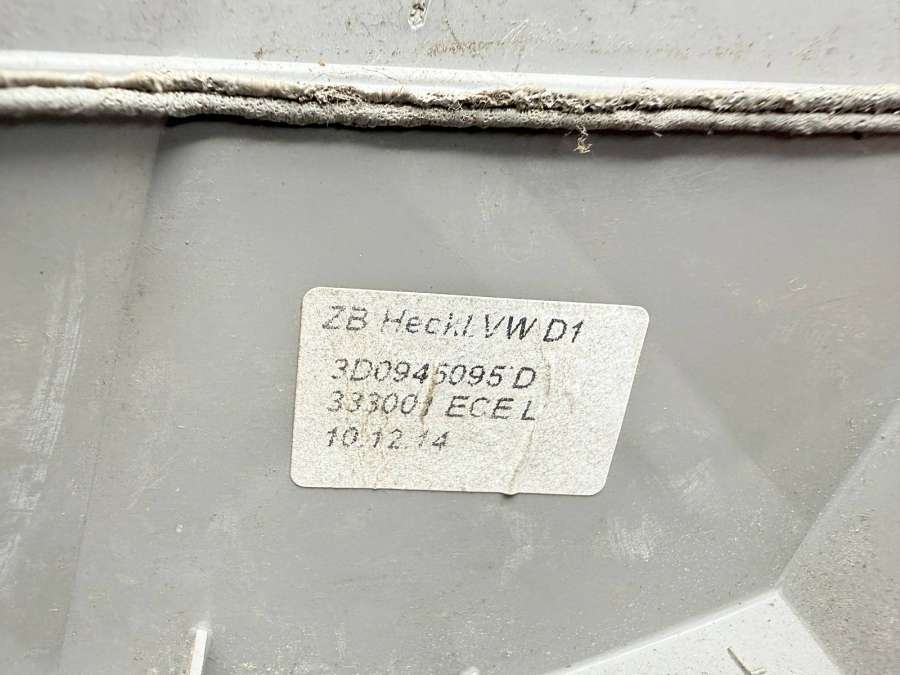 ZB Heckl.VW D1
3D0945095 D
333001 ECE L
10.12.14